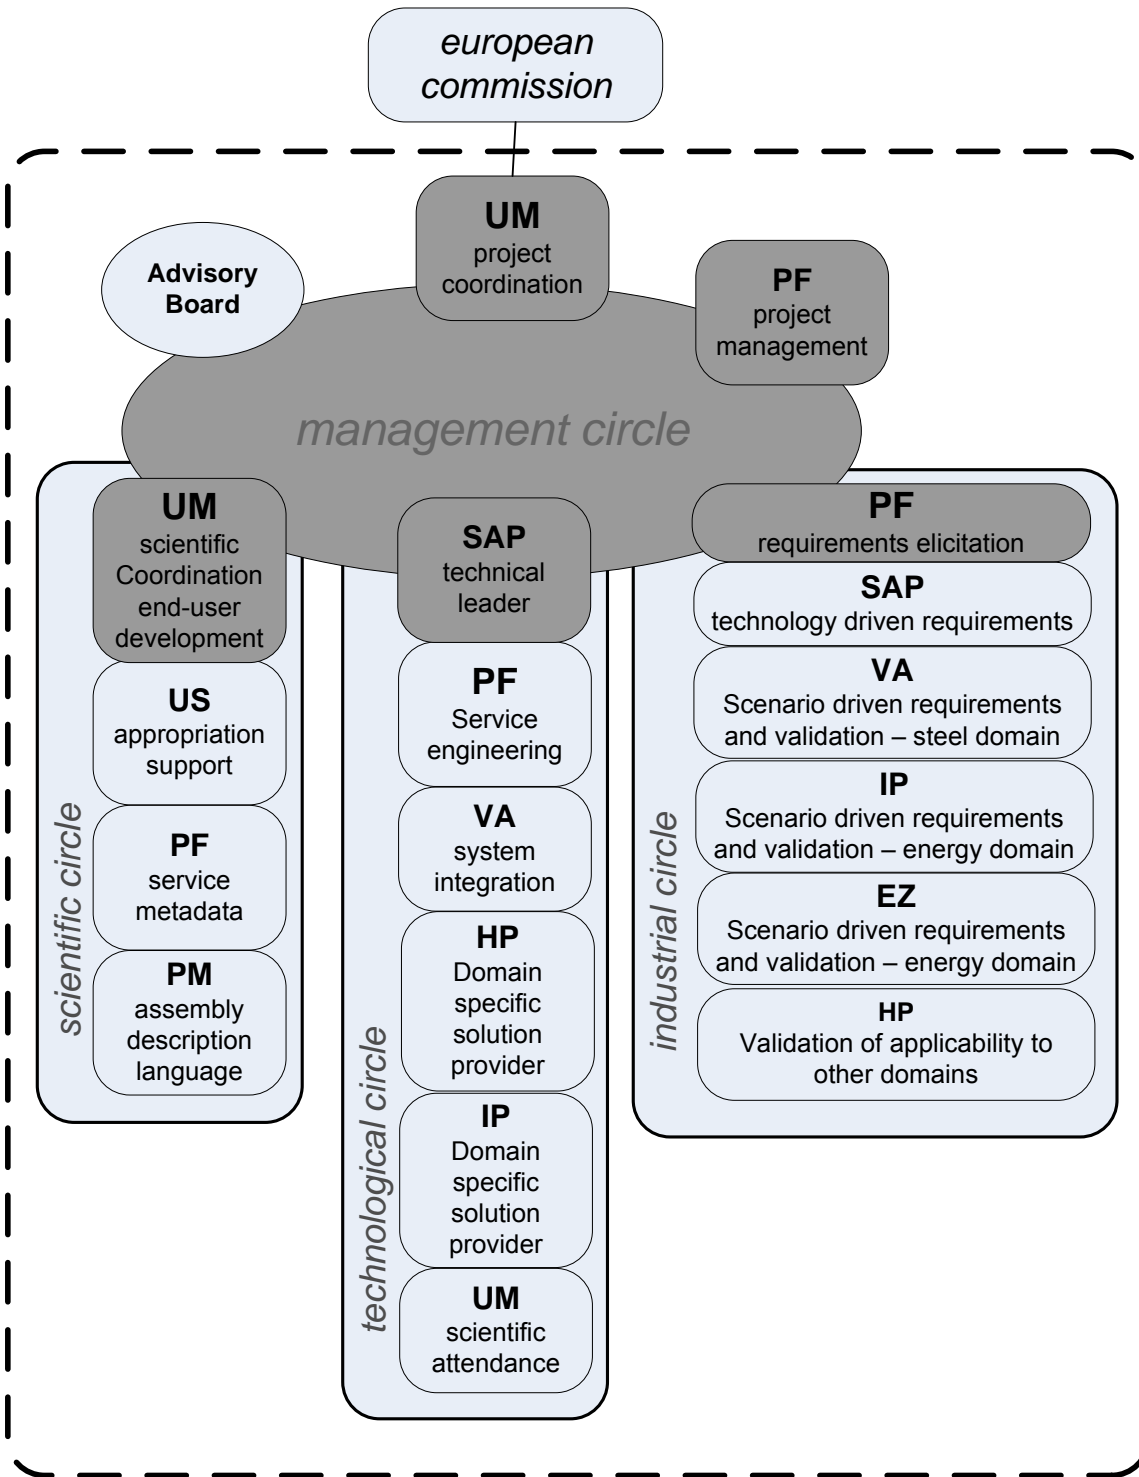 european
commission
UM
project
coordination
Advisory
Board
PF
project
management
management circle
UM
scientific
Coordination
end-user
development
US
appropriation
support
PF
service
metadata
PM
assembly
description
language
scientific circle
SAP
technical
leader
PF
Service
engineering
VA
system
integration
HP
Domain
specific
solution
provider
IP
Domain
specific
solution
provider
UM
scientific
attendance
technological circle
PF
requirements elicitation
SAP
technology driven requirements
VA
Scenario driven requirements
and validation – steel domain
IP
Scenario driven requirements
and validation – energy domain
EZ
Scenario driven requirements
and validation – energy domain
HP
Validation of applicability to
other domains
industrial circle